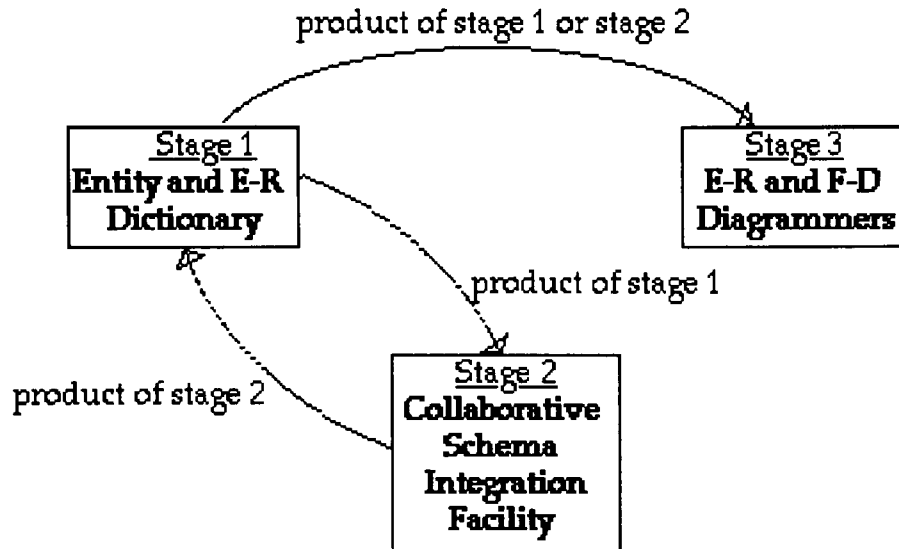 product of stage 1 or stage 2
Stage 1
Entity and E-R
Dictionary
Stage 3
E-R and F-D
Diagrammers
product of stage 1
product of stage 2
Stage 2
Collaborative
Schema
Integration
Facility